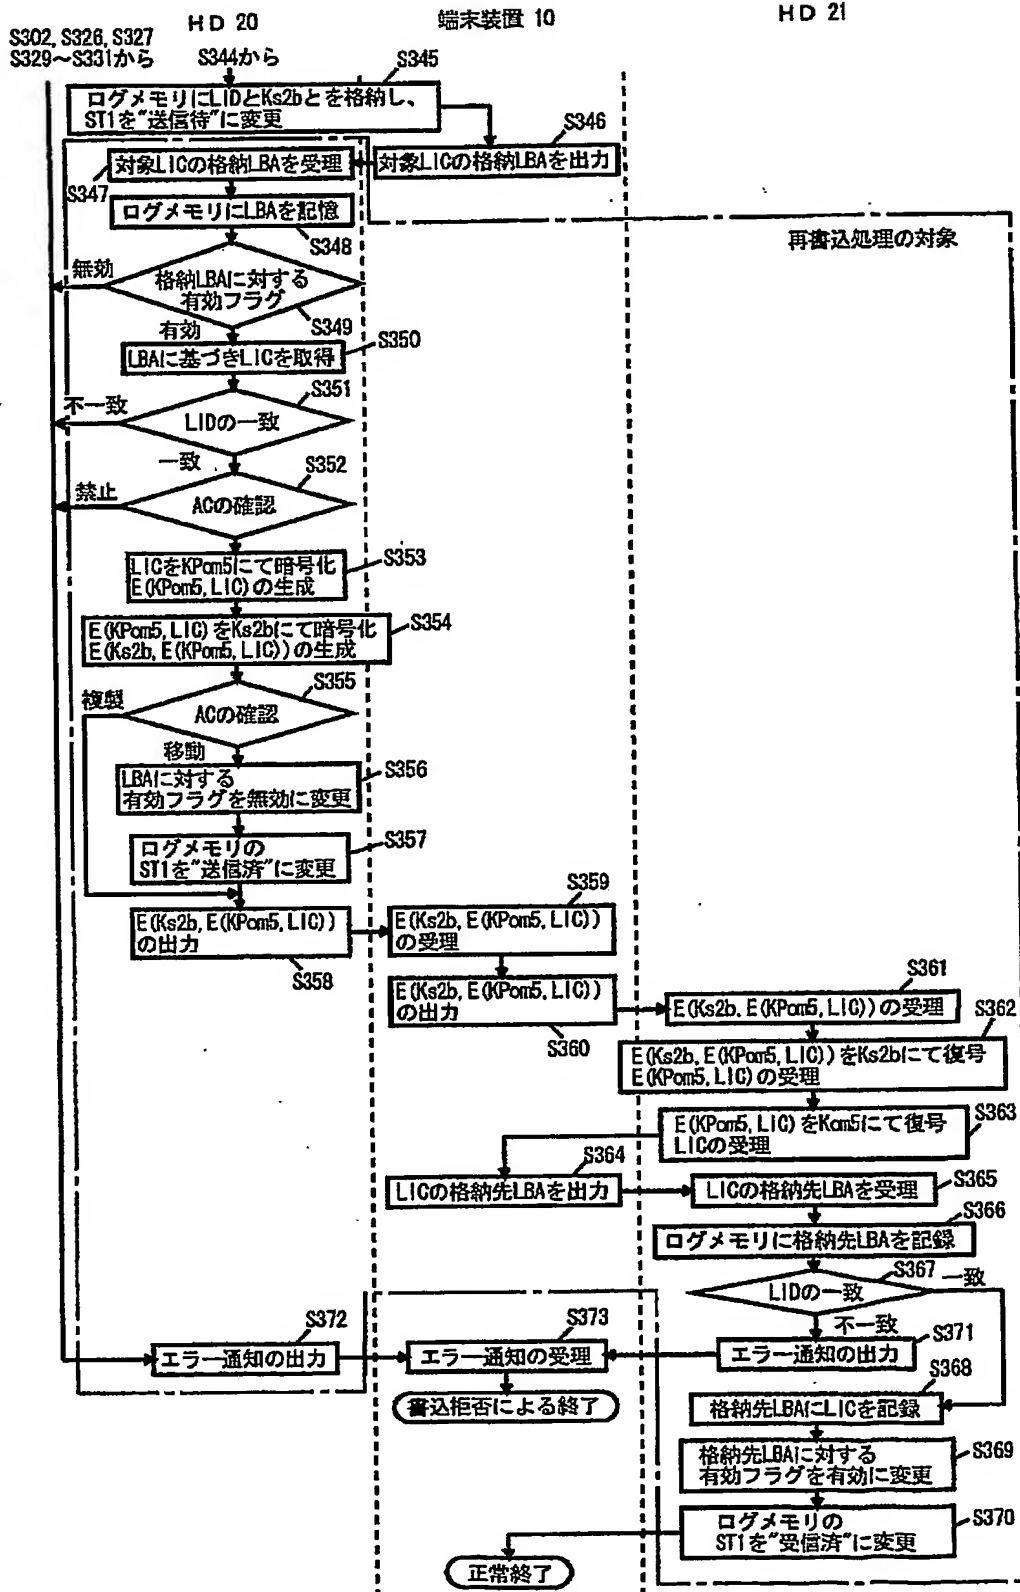 HD 20
端末装置 10
HD 21
S302, S326, S327
S329～S331から
S344から
S345
ログメモリにLIDとKs2bとを格納し、
ST1を"送信待"に変更
S346
対象LICの格納LBAを出力
対象LICの格納LBAを受理
S347
ログメモリにLBAを記憶
S348
再書込処理の対象
無効
格納LBAに対する
有効フラグ
S349
有効
S350
LBAに基づきLICを取得
S351
不一致
LIDの一致
一致
S352
禁止
ACの確認
LICをKPom5にて暗号化
E(KPom5, LIC)の生成
S353
E(KPom5, LIC)をKs2bにて暗号化
E(Ks2b, E(KPom5, LIC))の生成
S354
S355
複製
ACの確認
移動
LBAに対する
有効フラグを無効に変更
S356
ログメモリの
ST1を"送信済"に変更
S357
E(Ks2b, E(KPom5, LIC))
の出力
S358
S359
E(Ks2b, E(KPom5, LIC))
の受理
E(Ks2b, E(KPom5, LIC))
の出力
S360
S361
E(Ks2b, E(KPom5, LIC))の受理
S362
E(Ks2b, E(KPom5, LIC))をKs2bにて復号
E(KPom5, LIC)の受理
S363
E(KPom5, LIC)をKom5にて復号
LICの受理
S364
LICの格納先LBAを出力
LICの格納先LBAを受理
S365
S366
ログメモリに格納先LBAを記録
S367
LIDの一致
一致
不一致
S372
エラー通知の出力
S373
エラー通知の受理
S371
エラー通知の出力
書込拒否による終了
S368
格納先LBAにLICを記録
格納先LBAに対する
有効フラグを有効に変更
S369
ログメモリの
ST1を"受信済"に変更
S370
正常終了